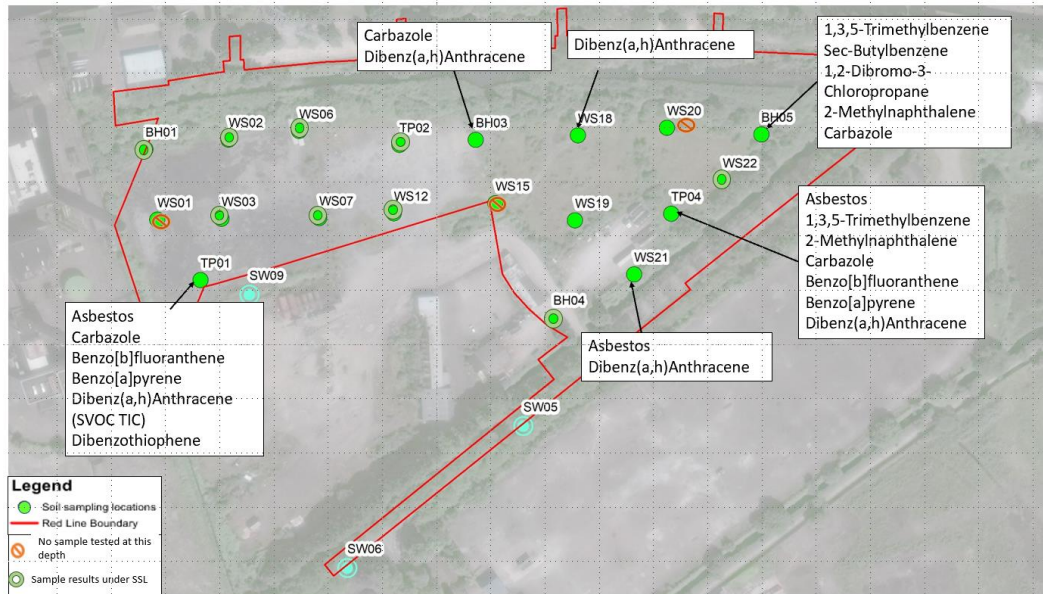 Carbazole
Dibenz(a,h)Anthracene
Dibenz(a,h)Anthracene
1,3,5-Trimethylbenzene
Sec-Butylbenzene
1,2-Dibromo-3-
Chloropropane
2-Methylnaphthalene
Carbazole
BH01
WS02
WS06
TP02
BH03
WS18
WS20
BH05
WS22
WS01
WS03
WS07
WS12
WS15
WS19
TP04
TP01
SW09
WS21
BH04
Asbestos
1,3,5-Trimethylbenzene
2-Methylnaphthalene
Carbazole
Benzo[b]fluoranthene
Benzo[a]pyrene
Dibenz(a,h)Anthracene
Asbestos
Carbazole
Benzo[b]fluoranthene
Benzo[a]pyrene
Dibenz(a,h)Anthracene
(SVOC TIC)
Dibenzothiophene
Asbestos
Dibenz(a,h)Anthracene
SW05
SW06
Legend
Soil sampling locations
Red Line Boundary
No sample tested at this
depth
Sample results under SSL